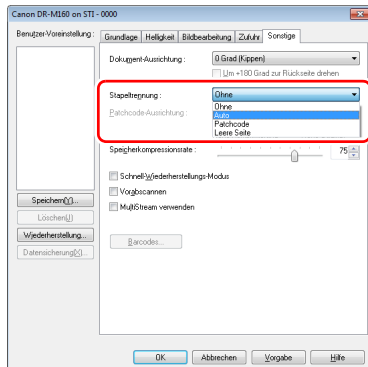 Canon DR-M160 on STI -
Benutzer-Voreinstellung :
Grundlage Helligkeit Bildbearbeitung Zufuhr Sonstige
Dokument-Ausrichtung : 0 Grad (Kippen)
Um +180 Grad zur Rückseite drehen
Stapeltrennung : Ohne
Ohne
Auto
Patchcode-Ausrichtung :
Patchcode
Leere Seite
Speicherkompressionsrate : 75
Schnell-Wiederherstellungs-Modus
Vorabscannen
MultiStream verwenden
Speichern(Y)...
Löschen(J)
Wiederherstellung...
Datensicherung(X)...
Barcodes...
OK Abbrechen Vorgabe Hilfe